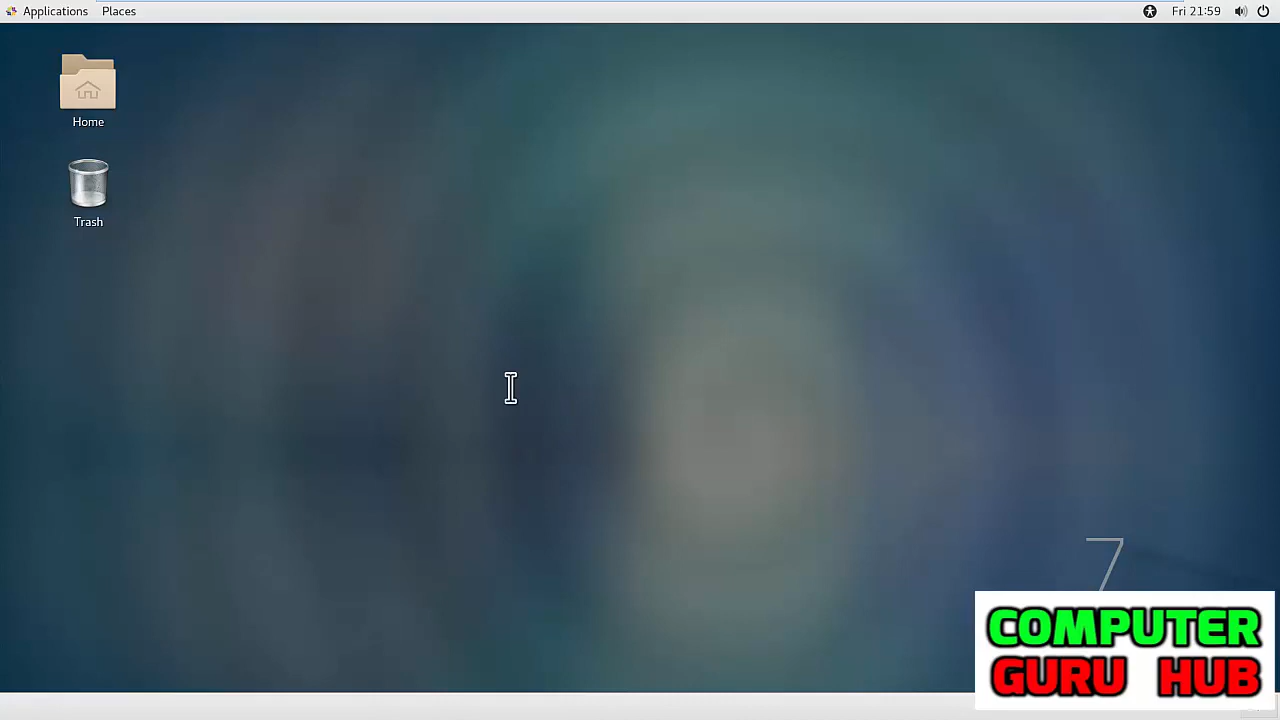 Applications Places Fri 21:59
Home
Trash
7
COMPUTER
GURU HUB